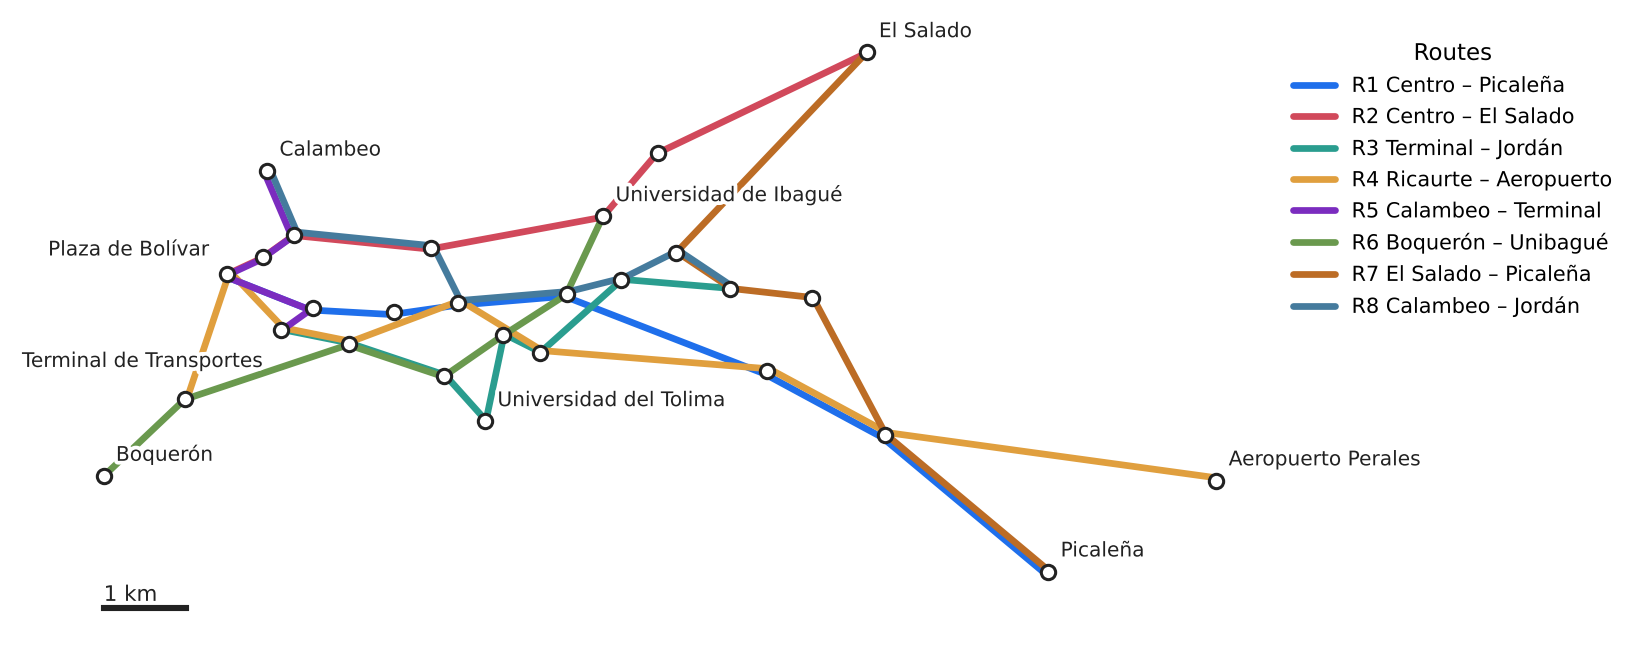 El Salado
Calambeo
Universidad de Ibagué
Plaza de Bolívar
Terminal de Transportes
Universidad del Tolima
Boquerón
Aeropuerto Perales
Picaleña
1 km
Routes
R1 Centro – Picaleña
R2 Centro – El Salado
R3 Terminal – Jordán
R4 Ricaurte – Aeropuerto
R5 Calambeo – Terminal
R6 Boquerón – Unibagué
R7 El Salado – Picaleña
R8 Calambeo – Jordán